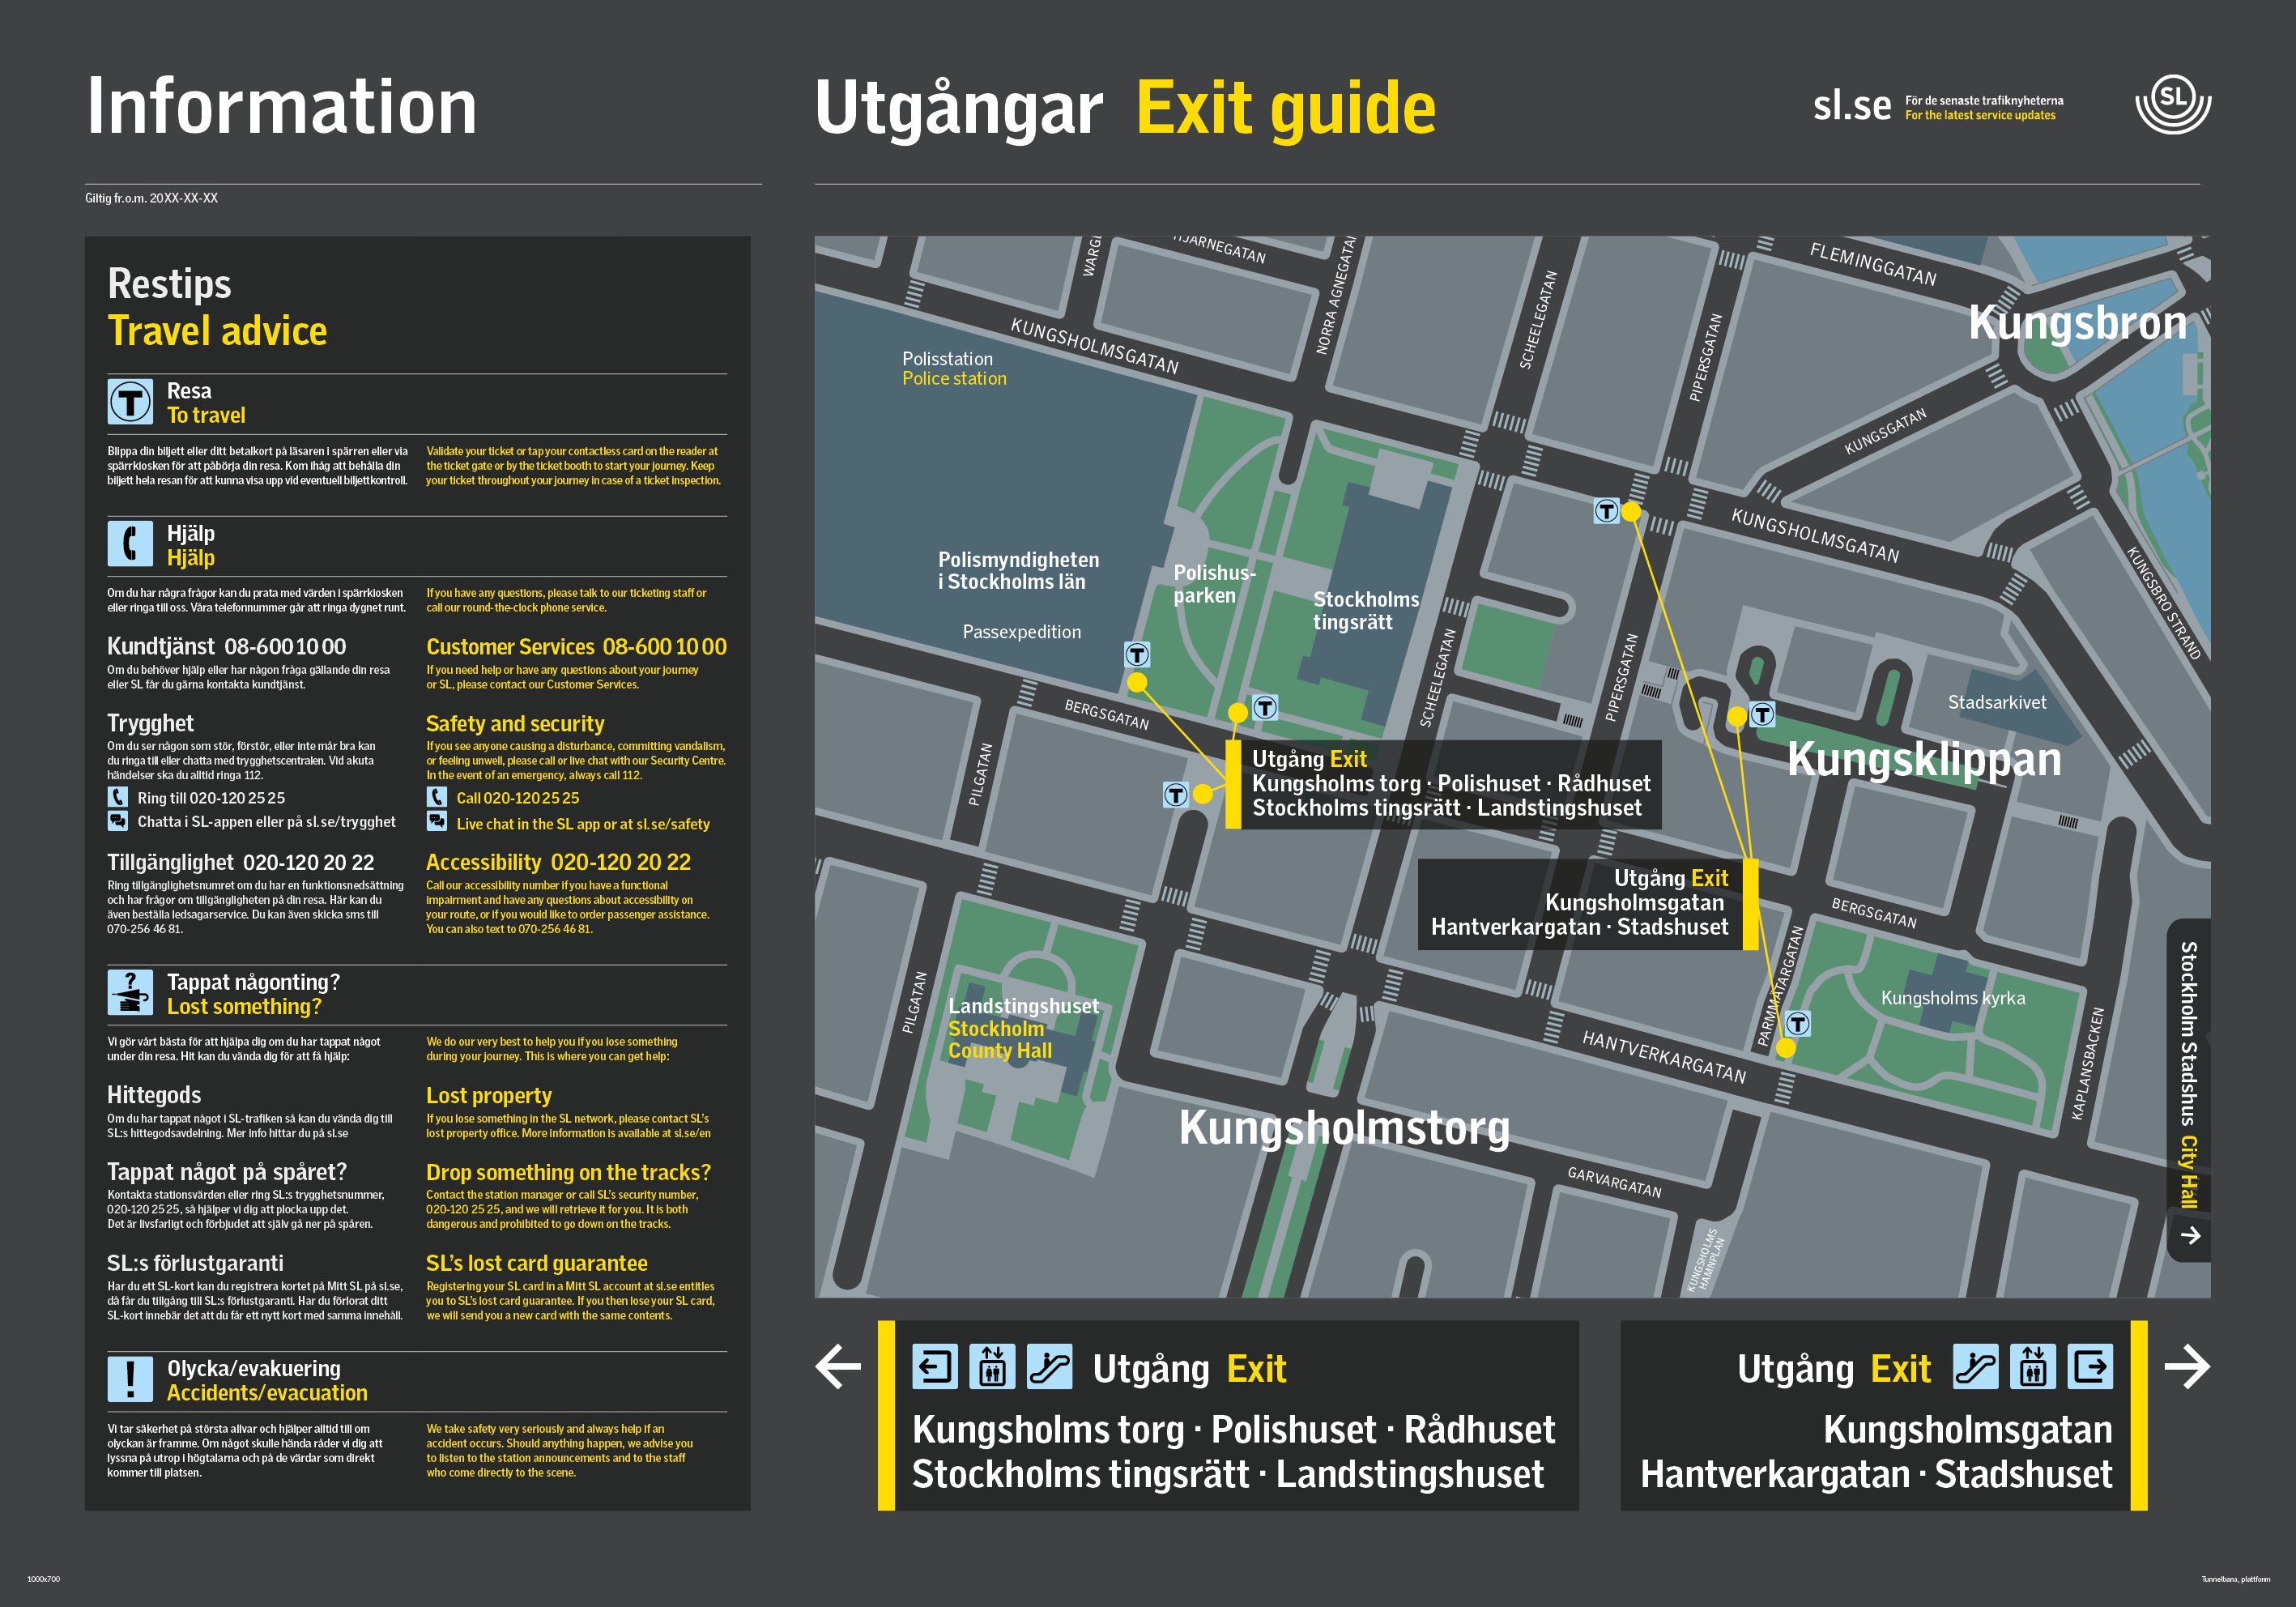 Information
Giltig fr.o.m. 20XX-XX-XX
Restips
Travel advice
Resa
To travel
Blippa din biljett eller ditt betalkort på läsaren i spärren eller via
spärrkiosken för att påbörja din resa. Kom ihåg att behålla din
biljett hela resan för att kunna visa upp vid eventuell biljettkontroll.
Validate your ticket or tap your contactless card on the reader at
the ticket gate or by the ticket booth to start your journey. Keep
your ticket throughout your journey in case of a ticket inspection.
Hjälp
Hjälp
Om du har några frågor kan du prata med värden i spärrkiosken
eller ringa till oss. Våra telefonnummer går att ringa dygnet runt.
If you have any questions, please talk to our ticketing staff or
call our round-the-clock phone service.
Kundtjänst 08-600 10 00
Om du behöver hjälp eller har någon fråga gällande din resa
eller SL får du gärna kontakta kundtjänst.
Customer Services 08-600 10 00
If you need help or have any questions about your journey
or SL, please contact our Customer Services.
Trygghet
Om du ser någon som stör, förstör, eller inte mår bra kan
du ringa till eller chatta med trygghetscentralen. Vid akuta
händelser ska du alltid ringa 112.
Ring till 020-120 25 25
Chatta i SL-appen eller på sl.se/trygghet
Safety and security
If you see anyone causing a disturbance, committing vandalism,
or feeling unwell, please call or live chat with our Security Centre.
In the event of an emergency, always call 112.
Call 020-120 25 25
Live chat in the SL app or at sl.se/safety
Tillgänglighet 020-120 20 22
Ring tillgänglighetsnumret om du har en funktionsnedsättning
och har frågor om tillgängligheten på din resa. Här kan du
även beställa ledsagarservice. Du kan även skicka sms till
070-256 46 81.
Accessibility 020-120 20 22
Call our accessibility number if you have a functional
impairment and have any questions about accessibility on
your route, or if you would like to order passenger assistance.
You can also text to 070-256 46 81.
Tappat någonting?
Lost something?
Vi gör vårt bästa för att hjälpa dig om du har tappat något
under din resa. Hit kan du vända dig för att få hjälp:
We do our very best to help you if you lose something
during your journey. This is where you can get help:
Hittegods
Om du har tappat något i SL-trafiken så kan du vända dig till
SL:s hittegodsavdelning. Mer info hittar du på sl.se
Lost property
If you lose something in the SL network, please contact SL's
lost property office. More information is available at sl.se/en
Tappat något på spåret?
Kontakta stationsvärden eller ring SL:s trygghetsnummer,
020-120 25 25, så hjälper vi dig att plocka upp det.
Det är livsfarligt och förbjudet att själv gå ner på spåren.
Drop something on the tracks?
Contact the station manager or call SL's security number,
020-120 25 25, and we will retrieve it for you. It is both
dangerous and prohibited to go down on the tracks.
SL:s förlustgaranti
Har du ett SL-kort kan du registrera kortet på Mitt SL på sl.se,
då får du tillgång till SL:s förlustgaranti. Har du förlorat ditt
SL-kort innebär det att du får ett nytt kort med samma innehåll.
SL's lost card guarantee
Registering your SL card in a Mitt SL account at sl.se entitles
you to SL's lost card guarantee. If you then lose your SL card,
we will send you a new card with the same contents.
Olycka/evakuering
Accidents/evacuation
Vi tar säkerhet på största allvar och hjälper alltid till om
olyckan är framme. Om något skulle hända råder vi dig att
lyssna på utrop i högtalarna och på de värdar som direkt
kommer till platsen.
We take safety very seriously and always help if an
accident occurs. Should anything happen, we advise you
to listen to the station announcements and to the staff
who come directly to the scene.
Utgångar Exit guide
sl.se
För de senaste trafiknyheterna
For the latest service updates
SL
HJÄRNEGATAN
NORRA AGNEGATAN
SCHEELEGATAN
PIPERSGATAN
FLEMINGGATAN
Kungsbron
KUNGSHOLMSGATAN
Polisstation
Police station
KUNGSGATAN
KUNGSHOLMSGATAN
KUNGSBRO STRAND
Polismyndigheten
i Stockholms län
Polishus-
parken
Stockholms
tingsrätt
Passexpedition
SCHEELEGATAN
PIPERSGATAN
Stadsarkivet
BERGSGATAN
PILGATAN
Kungsklippan
Utgång Exit
Kungsholms torg · Polishuset · Rådhuset
Stockholms tingsrätt · Landstingshuset
Utgång Exit
Kungsholmsgatan
Hantverkargatan · Stadshuset
BERGSGATAN
PARMMÄTARGATAN
Kungsholms kyrka
PILGATAN
Landstingshuset
Stockholm
County Hall
HANTVERKARGATAN
KAPLANSBACKEN
Stockholm Stadshus City Hall
Kungsholmstorg
GARVARGATAN
KUNGSHOLMS
HAMNPLAN
Utgång Exit
Kungsholms torg · Polishuset · Rådhuset
Stockholms tingsrätt · Landstingshuset
Utgång Exit
Kungsholmsgatan
Hantverkargatan · Stadshuset
1000x700
Tunnelbana, plattform